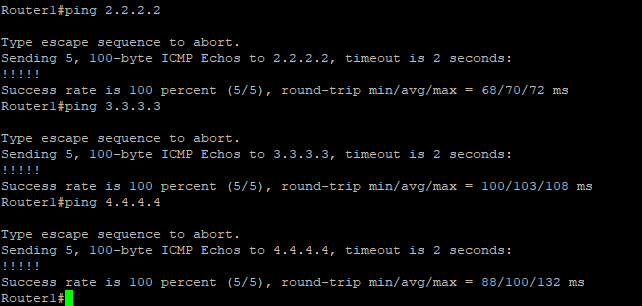 Router1#ping 2.2.2.2
Type escape sequence to abort.
Sending 5, 100-byte ICMP Echos to 2.2.2.2, timeout is 2 seconds:
!!!!!
Success rate is 100 percent (5/5), round-trip min/avg/max = 68/70/72 ms
Router1#ping 3.3.3.3
Type escape sequence to abort.
Sending 5, 100-byte ICMP Echos to 3.3.3.3, timeout is 2 seconds:
!!!!!
Success rate is 100 percent (5/5), round-trip min/avg/max = 100/103/108 ms
Router1#ping 4.4.4.4
Type escape sequence to abort.
Sending 5, 100-byte ICMP Echos to 4.4.4.4, timeout is 2 seconds:
!!!!!
Success rate is 100 percent (5/5), round-trip min/avg/max = 88/100/132 ms
Router1#